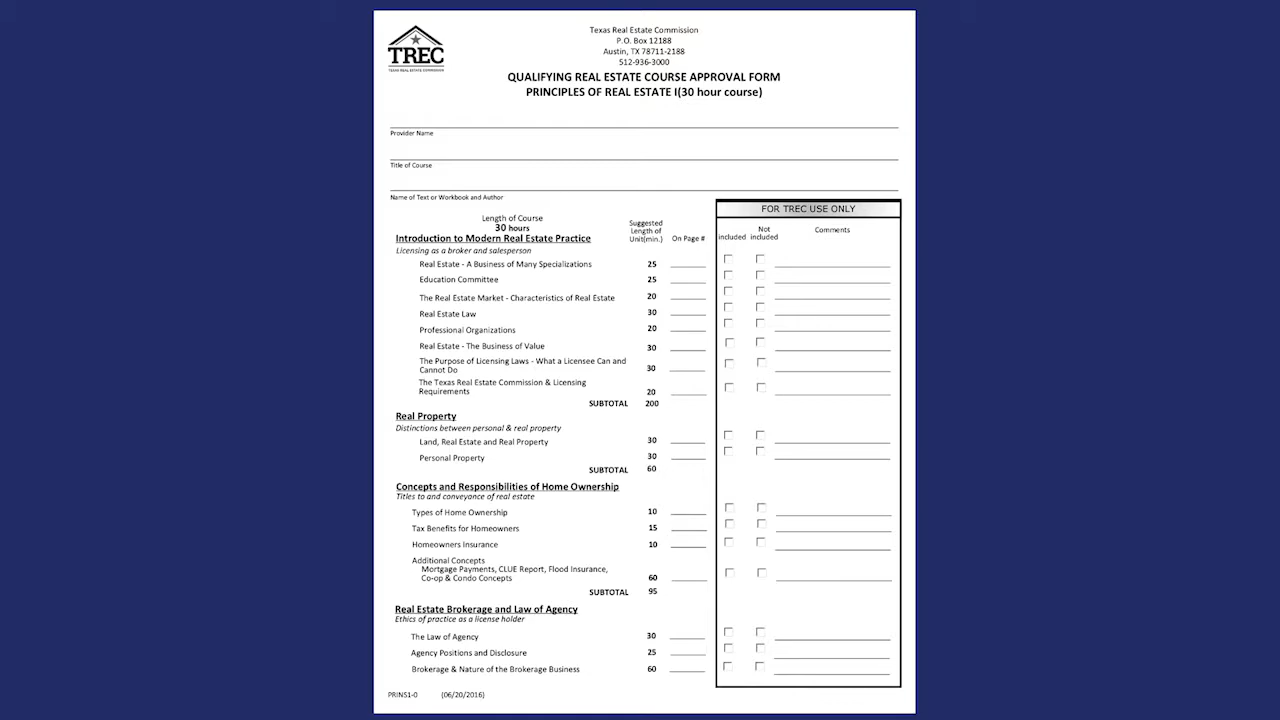 TREC
TEXAS REAL ESTATE COMMISSION
Texas Real Estate Commission
P.O. Box 12188
Austin, TX 78711-2188
512-936-3000
QUALIFYING REAL ESTATE COURSE APPROVAL FORM
PRINCIPLES OF REAL ESTATE I(30 hour course)
Provider Name
Title of Course
Name of Text or Workbook and Author
FOR TREC USE ONLY
Length of Course
30 hours
Suggested
Length of
Unit(min.)
On Page #
included
Not
included
Comments
Introduction to Modern Real Estate Practice
Licensing as a broker and salesperson
Real Estate - A Business of Many Specializations 25
Education Committee 25
The Real Estate Market - Characteristics of Real Estate 20
Real Estate Law 30
Professional Organizations 20
Real Estate - The Business of Value 30
The Purpose of Licensing Laws - What a Licensee Can and
Cannot Do 30
The Texas Real Estate Commission & Licensing
Requirements 20
SUBTOTAL 200
Real Property
Distinctions between personal & real property
Land, Real Estate and Real Property 30
Personal Property 30
SUBTOTAL 60
Concepts and Responsibilities of Home Ownership
Titles to and conveyance of real estate
Types of Home Ownership 10
Tax Benefits for Homeowners 15
Homeowners Insurance 10
Additional Concepts
Mortgage Payments, CLUE Report, Flood Insurance,
Co-op & Condo Concepts 60
SUBTOTAL 95
Real Estate Brokerage and Law of Agency
Ethics of practice as a license holder
The Law of Agency 30
Agency Positions and Disclosure 25
Brokerage & Nature of the Brokerage Business 60
PRINS1-0 (06/20/2016)